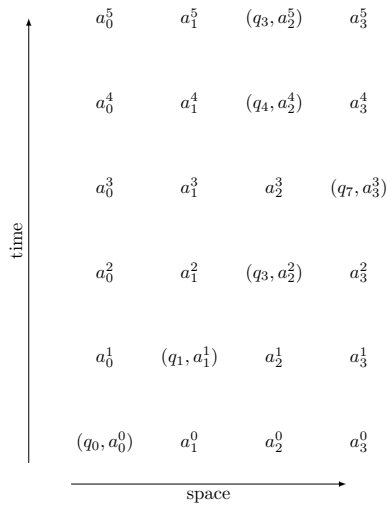 a_0^5 a_1^5 (q_3, a_2^5) a_3^5
a_0^4 a_1^4 (q_4, a_2^4) a_3^4
a_0^3 a_1^3 a_2^3 (q_7, a_3^3)
time
a_0^2 a_1^2 (q_3, a_2^2) a_3^2
a_0^1 (q_1, a_1^1) a_2^1 a_3^1
(q_0, a_0^0) a_1^0 a_2^0 a_3^0
space